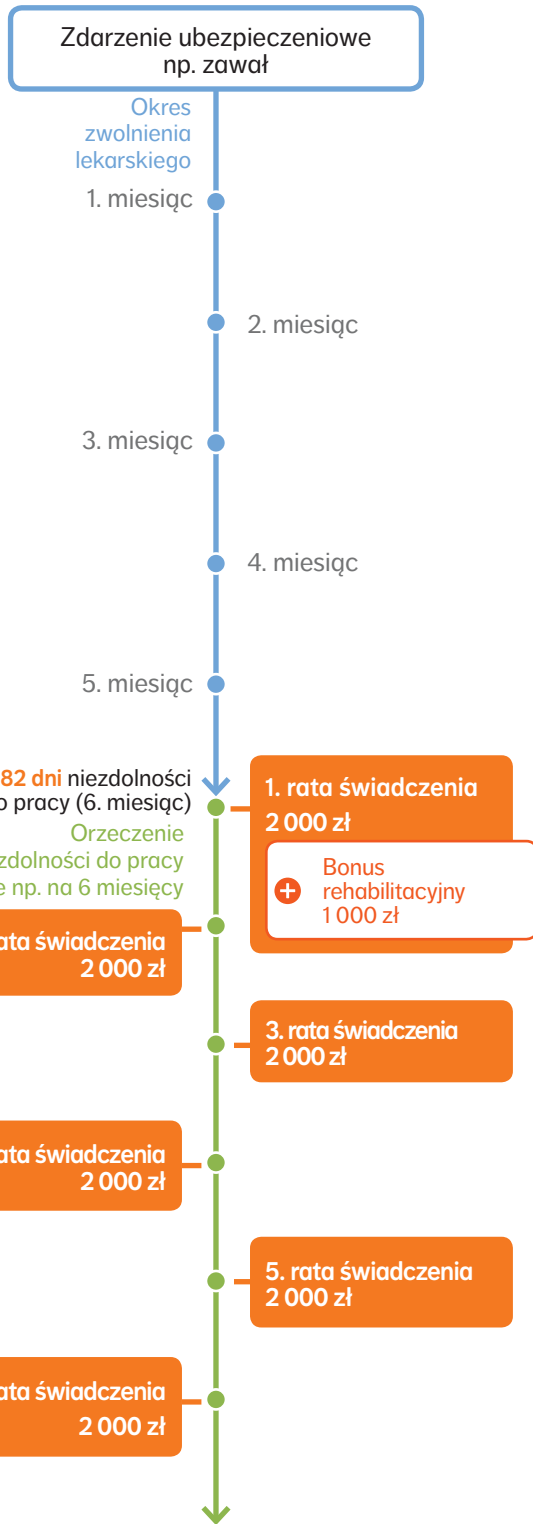 Zdarzenie ubezpieczeniowe
np. zawał
Okres
zwolnienia
lekarskiego
1. miesiąc
2. miesiąc
3. miesiąc
4. miesiąc
5. miesiąc
82 dni niezdolności
pracy (6. miesiąc)
Orzeczenie
zdolności do pracy
np. na 6 miesięcy
1. rata świadczenia
2 000 zł
Bonus
rehabilitacyjny
1 000 zł
ata świadczenia
2 000 zł
3. rata świadczenia
2 000 zł
ata świadczenia
2 000 zł
5. rata świadczenia
2 000 zł
ata świadczenia
2 000 zł